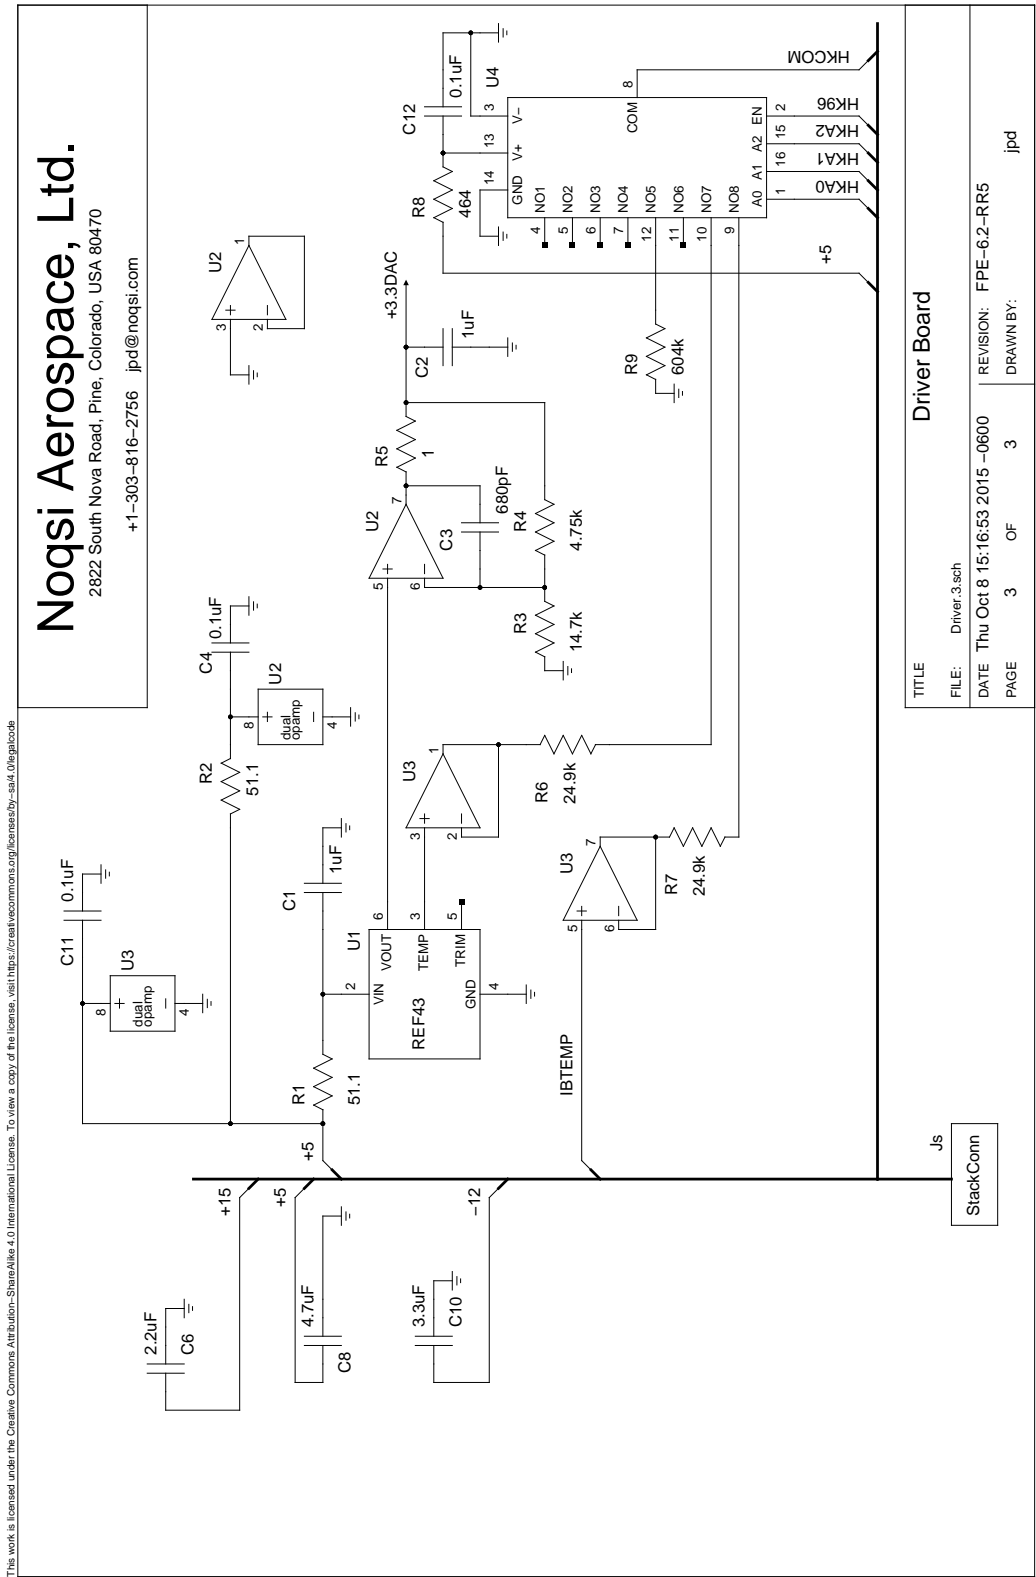 This work is licensed under the Creative Commons Attribution−ShareAlike 4.0 International License. To view a copy of the license, visit https://creativecommons.org/licenses/by−sa/4.0/legalcode
Noqsi Aerospace, Ltd.
2822 South Nova Road, Pine, Colorado, USA 80470
+1−303−816−2756 jpd@noqsi.com
2.2uF
C6
+15
4.7uF
C8
+5
3.3uF
C10
−12
C11
0.1uF
U3
8
+
dual
opamp
−
4
R2
51.1
C4
0.1uF
U2
8
+
dual
opamp
−
4
U2
3
+
2
−
1
+5
R1
51.1
C1
1uF
U1
2
VIN
REF43
GND
4
VOUT
6
TEMP
3
TRIM
5
U3
3
+
2
−
1
R6
24.9k
U2
5
+
6
−
7
C3
680pF
R5
1
R4
4.75k
R3
14.7k
C2
1uF
+3.3DAC
IBTEMP
U3
5
+
6
−
7
R7
24.9k
R9
604k
R8
464
C12
0.1uF
U4
14
GND
13
V+
3
V−
4
NO1
5
NO2
6
NO3
7
NO4
12
NO5
11
NO6
10
NO7
9
NO8
COM
8
A0
1
A1
16
A2
15
EN
2
HKCOM
HK96
HKA2
HKA1
HKA0
+5
Js
StackConn
TITLE
Driver Board
FILE: Driver.3.sch
REVISION: FPE−6.2−RR5
DATE Thu Oct 8 15:16:53 2015 −0600
PAGE 3 OF 3
DRAWN BY: jpd